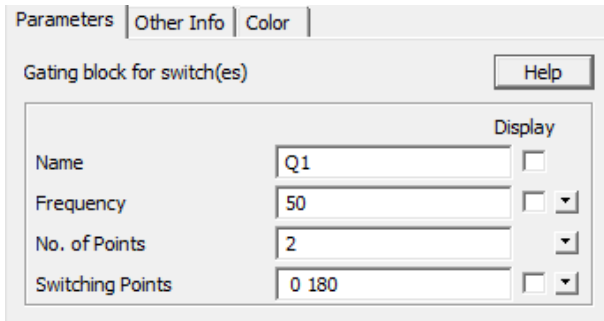 Parameters Other Info Color
Gating block for switch(es) Help
Display
Name Q1
Frequency 50
No. of Points 2
Switching Points 0 180